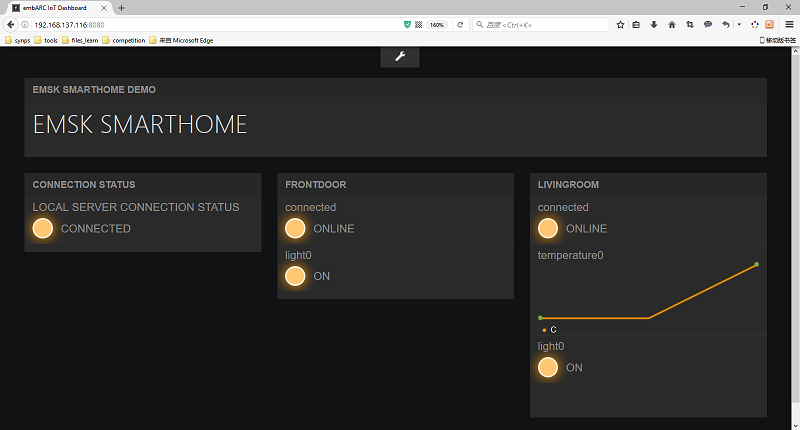 embARC IoT Dashboard
192.168.137.116:8080
160%
百度 <Ctrl+K>
synps
tools
files_learn
competition
来自 Microsoft Edge
移动版书签
EMSK SMARTHOME DEMO
EMSK SMARTHOME
CONNECTION STATUS
LOCAL SERVER CONNECTION STATUS
CONNECTED
FRONTDOOR
connected
ONLINE
light0
ON
LIVINGROOM
connected
ONLINE
temperature0
C
light0
ON